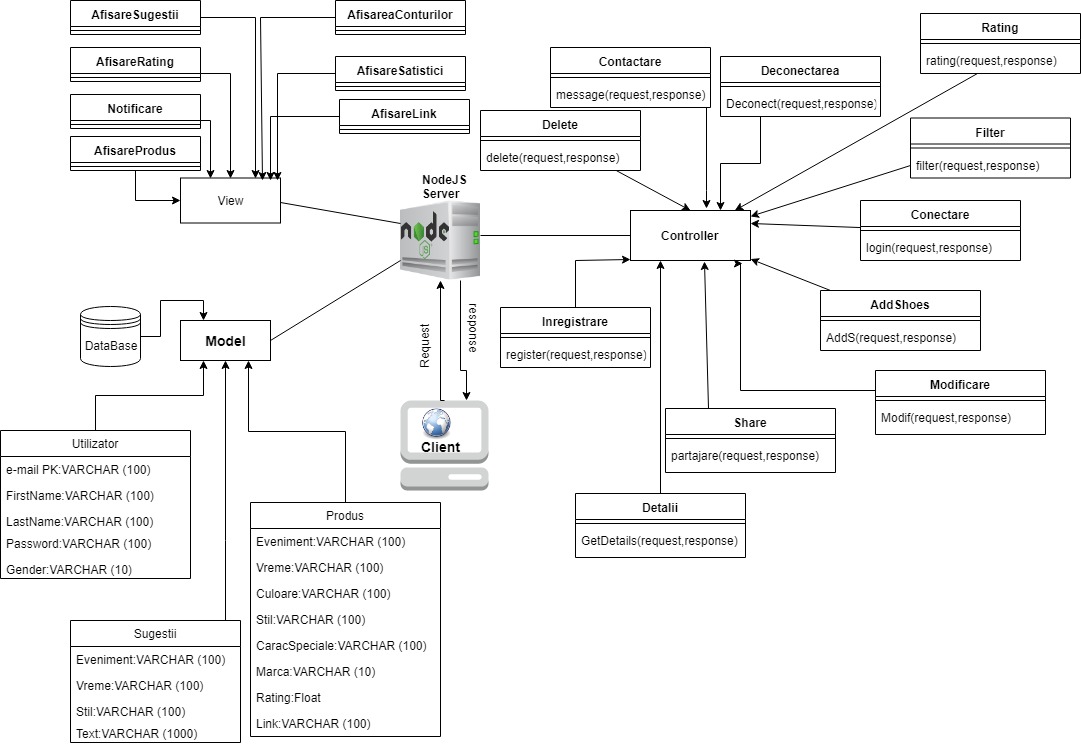 AfisareSugestii
AfisareRating
Notificare
AfisareProdus
AfisareaConturilor
AfisareSatistici
AfisareLink
View
NodeJS
Server
node
JS
Contactare
message(request,response)
Deconectarea
Deconect(request,response)
Rating
rating(request,response)
Delete
delete(request,response)
Filter
filter(request,response)
Controller
Conectare
login(request,response)
AddShoes
AddS(request,response)
Inregistrare
register(request,response)
Modificare
Modif(request,response)
Share
partajare(request,response)
Detalii
GetDetails(request,response)
Request
response
Client
DataBase
Model
Utilizator
e-mail PK:VARCHAR (100)
FirstName:VARCHAR (100)
LastName:VARCHAR (100)
Password:VARCHAR (100)
Gender:VARCHAR (10)
Sugestii
Eveniment:VARCHAR (100)
Vreme:VARCHAR (100)
Stil:VARCHAR (100)
Text:VARCHAR (1000)
Produs
Eveniment:VARCHAR (100)
Vreme:VARCHAR (100)
Culoare:VARCHAR (100)
Stil:VARCHAR (100)
CaracSpeciale:VARCHAR (100)
Marca:VARCHAR (10)
Rating:Float
Link:VARCHAR (100)